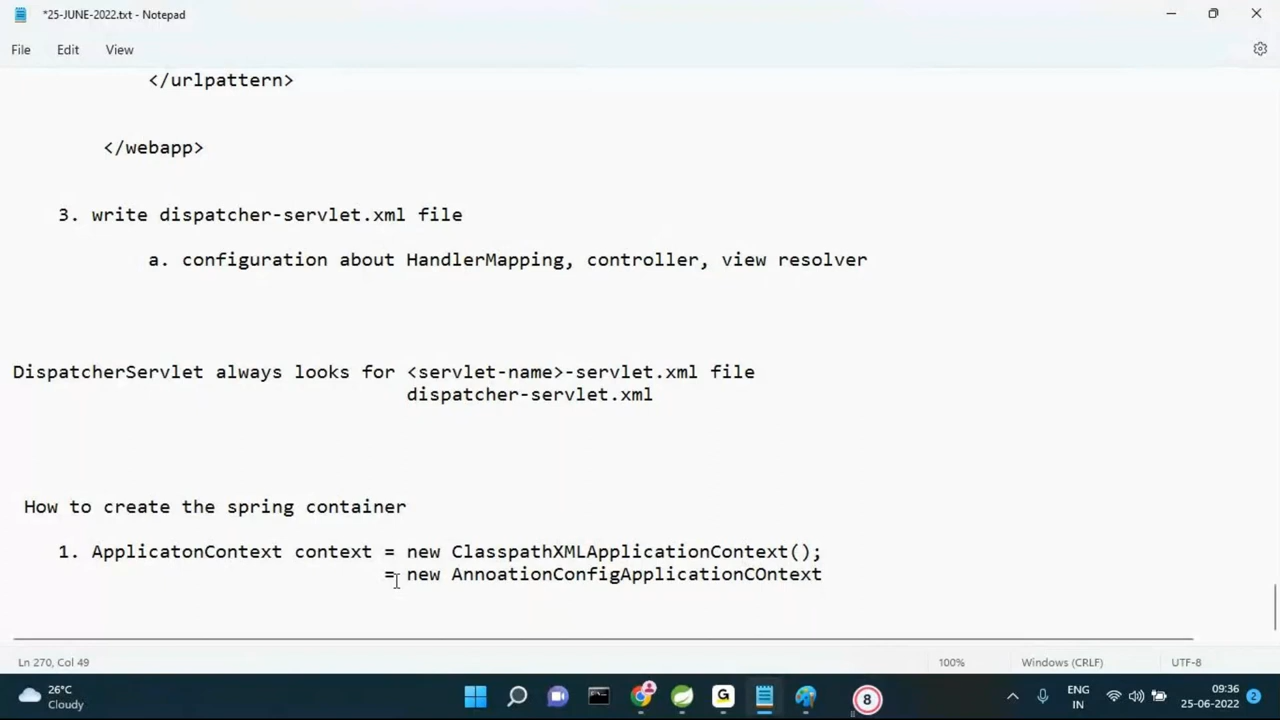 *25-JUNE-2022.txt - Notepad
File Edit View
</urlpattern>
</webapp>
3. write dispatcher-servlet.xml file
a. configuration about HandlerMapping, controller, view resolver
DispatcherServlet always looks for <servlet-name>-servlet.xml file
dispatcher-servlet.xml
How to create the spring container
1. ApplicatonContext context = new ClasspathXMLApplicationContext();
= new AnnoationConfigApplicationCOntext
Ln 270, Col 49 100% Windows (CRLF) UTF-8
26°C
Cloudy
G
8
ENG
IN
09:36
25-06-2022
2